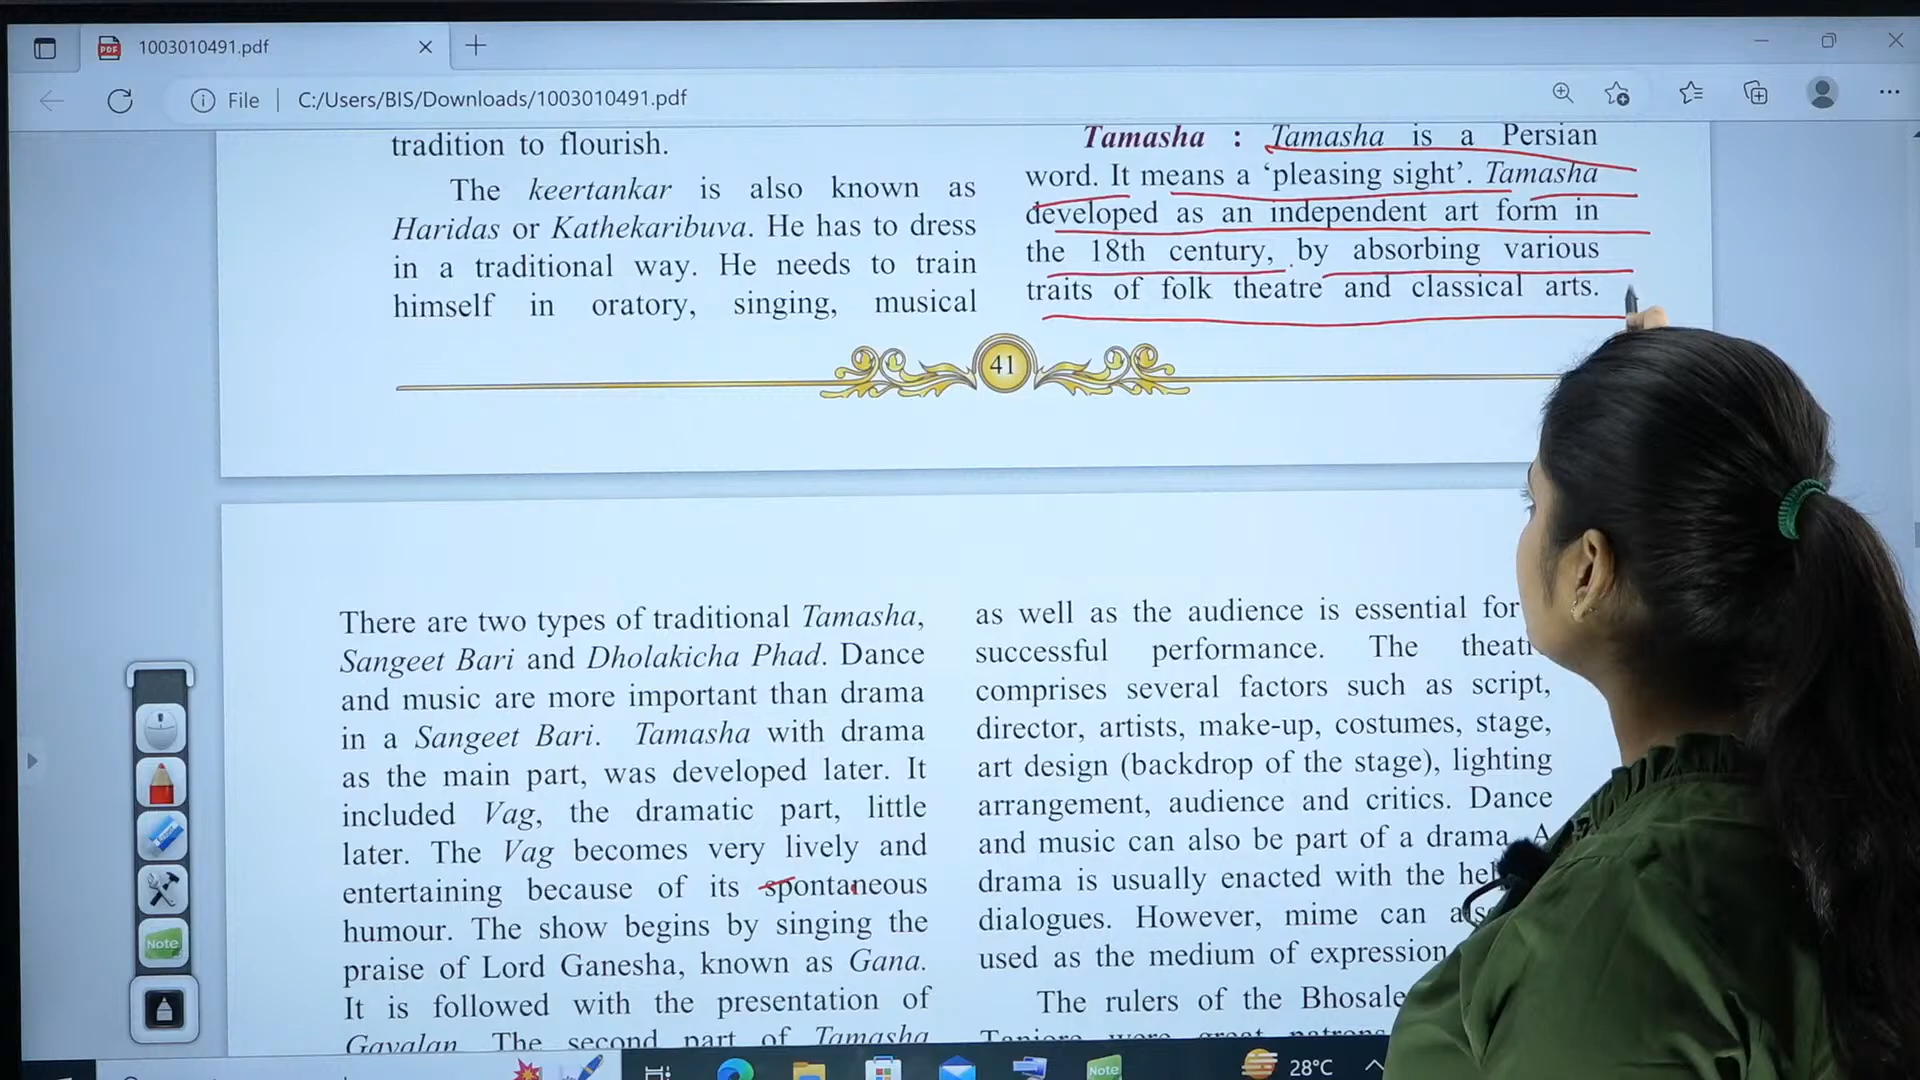 1003010491.pdf
File
C:/Users/BIS/Downloads/1003010491.pdf
tradition to flourish.
The keertankar is also known as
Haridas or Kathekaribuva. He has to dress
in a traditional way. He needs to train
himself in oratory, singing, musical
Tamasha : Tamasha is a Persian
word. It means a ‘pleasing sight’. Tamasha
developed as an independent art form in
the 18th century, by absorbing various
traits of folk theatre and classical arts.
41
There are two types of traditional Tamasha,
Sangeet Bari and Dholakicha Phad. Dance
and music are more important than drama
in a Sangeet Bari. Tamasha with drama
as the main part, was developed later. It
included Vag, the dramatic part, little
later. The Vag becomes very lively and
entertaining because of its spontaneous
humour. The show begins by singing the
praise of Lord Ganesha, known as Gana.
It is followed with the presentation of
Gavalan. The second part of Tamasha
as well as the audience is essential for
successful performance. The
comprises several factors such as script,
director, artists, make-up, costumes, stage,
art design (backdrop of the stage), lighting
arrangement, audience and critics. Dance
and music can also be part of a drama. A
drama is usually enacted with the
dialogues. However, mime can
used as the medium of expression
The rulers of the Bhosale
were great patrons
Note
Note
28°C